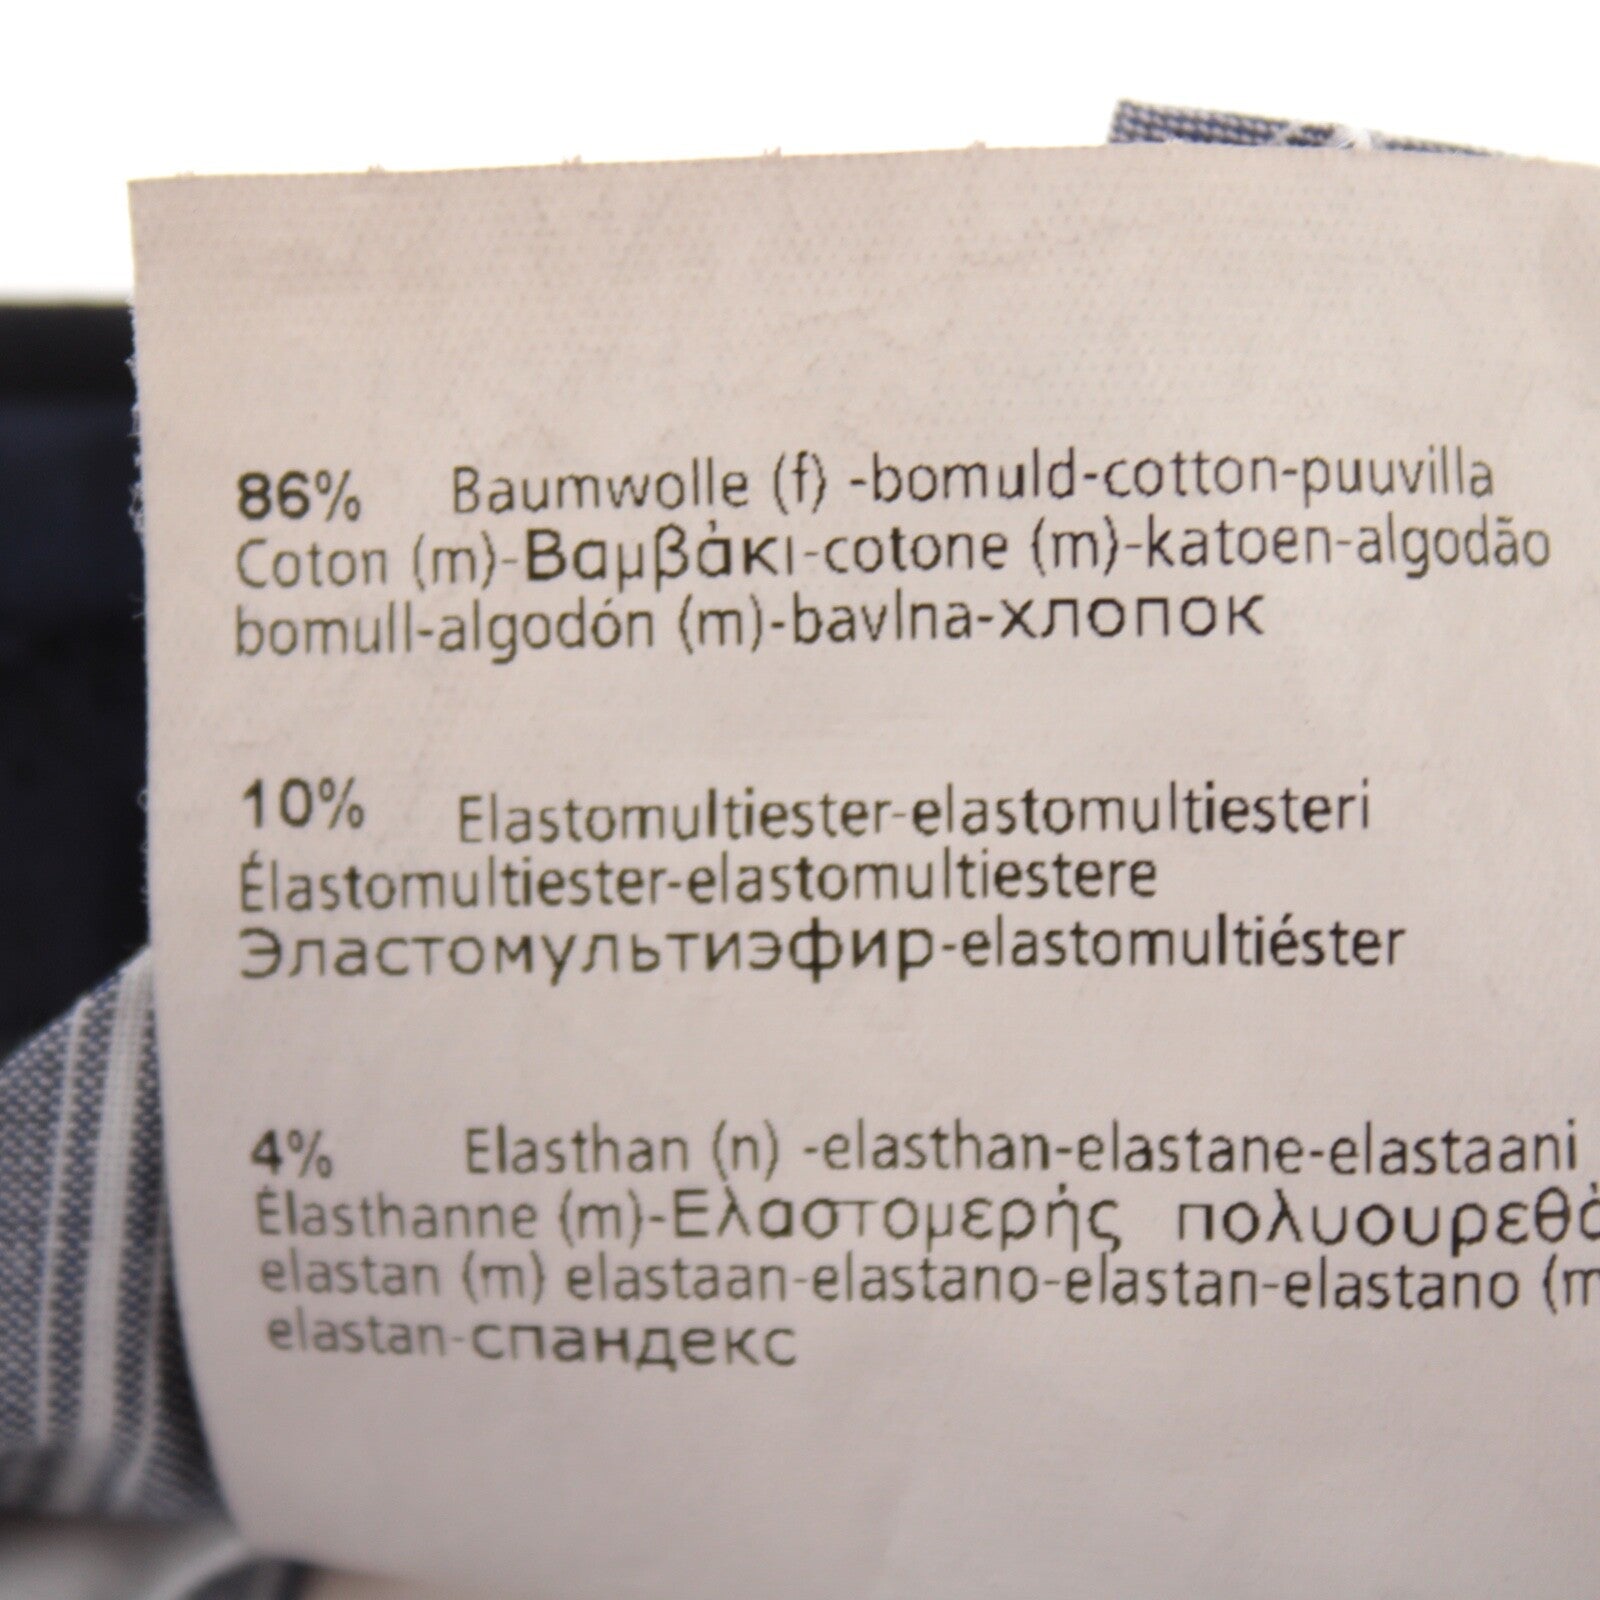 86% Baumwolle (f) -bomuld-cotton-puuvilla
Coton (m)-Βαμβάκι-cotone (m)-katoen-algodão
bomull-algodón (m)-bavlna-хлопок
10% Elastomultiester-elastomultiesteri
Élastomultiester-elastomultiestere
Эластомультиэфир-elastomultiéster
4% Elasthan (n) -elasthan-elastane-elastaani
Élasthanne (m)-Ελαστομερής
elastan (m) elastaan-elastano-elastan-elastano (m
elastan-спандекс